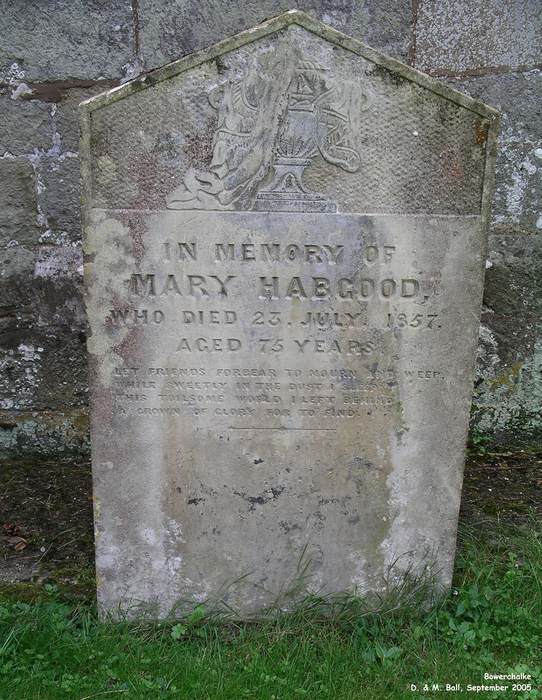 IN MEMORY OF
MARY HABGOOD,
WHO DIED 23, JULY, 1857.
AGED 75 YEARS
LET FRIENDS FORBEAR TO MOURN AND WEEP,
WHILE SWEETLY IN THE DUST I SLEEP
THIS TOILSOME WORLD I LEFT BEHIND
A CROWN OF GLORY FOR TO FIND.
Bowerchalke
D. & M. Ball, September 2005